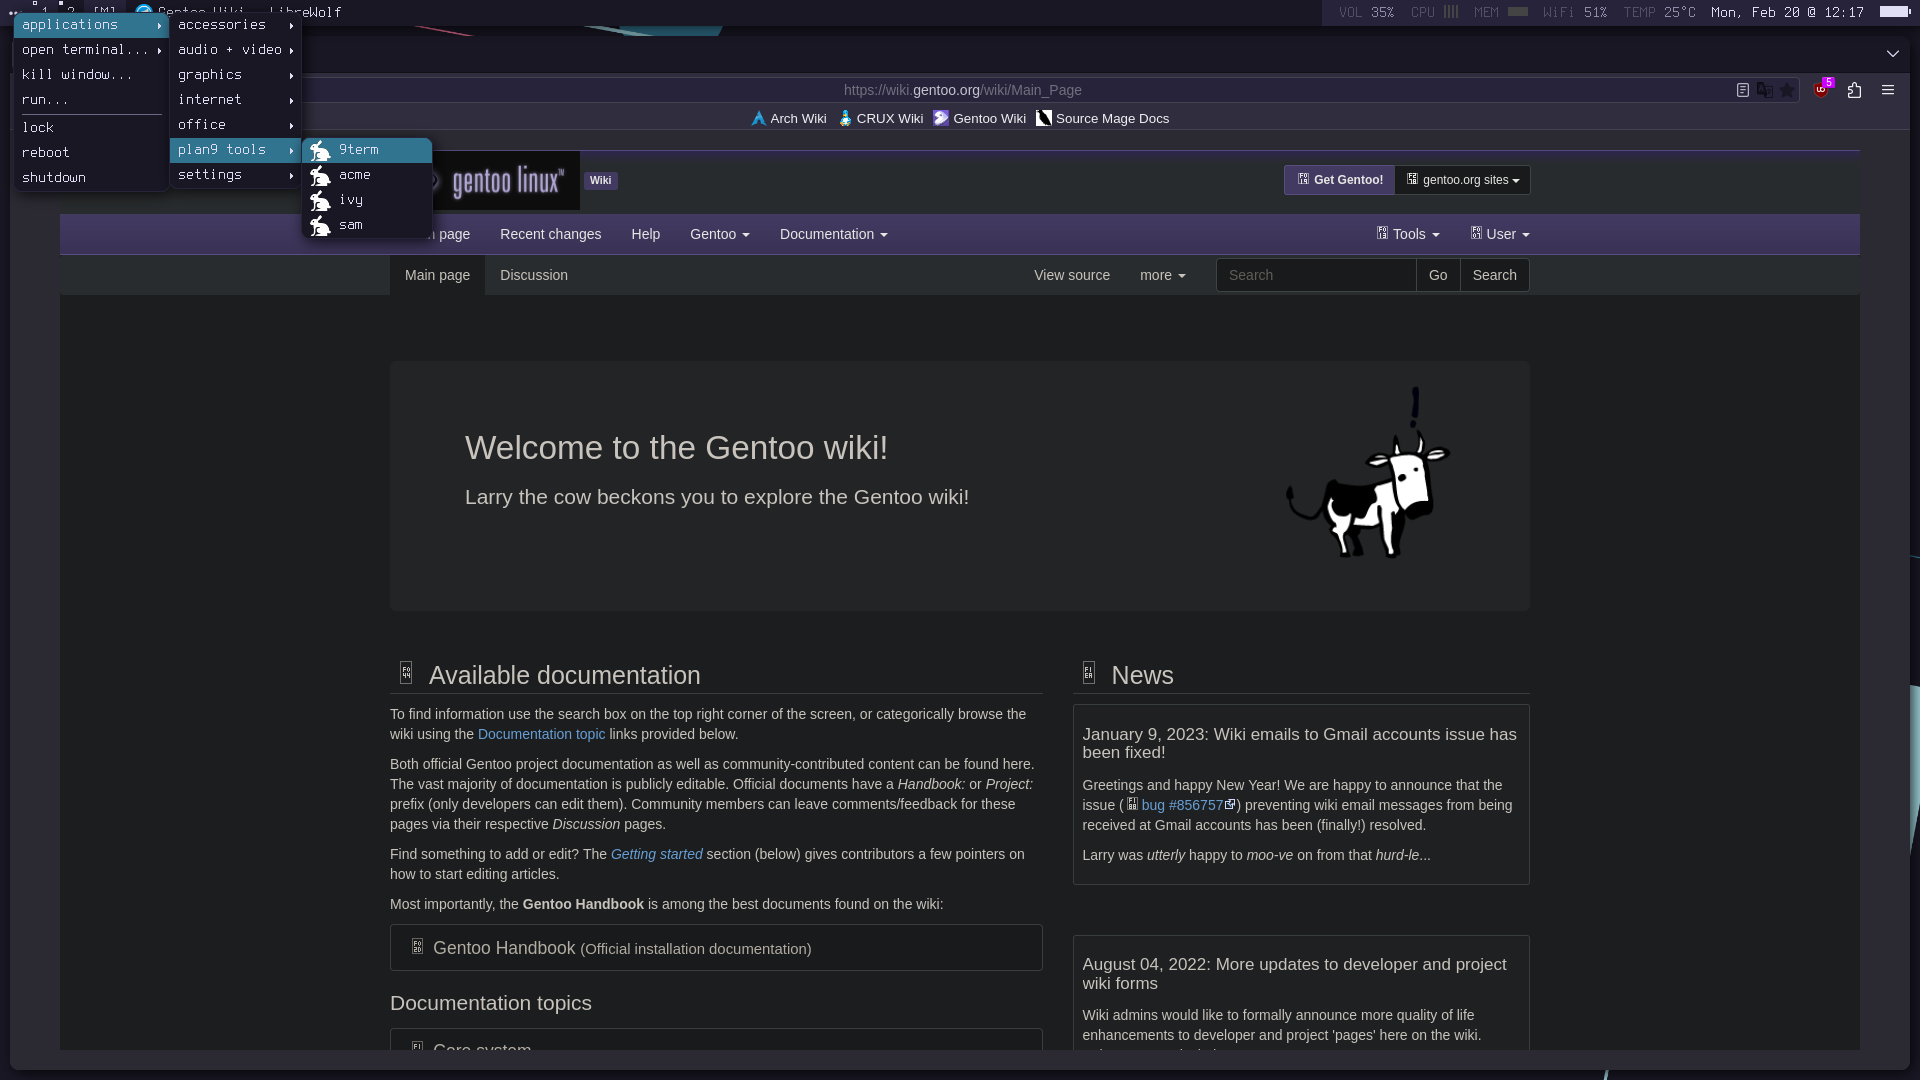 1 2 [M] Gentoo Wiki - LibreWolf
VOL 35% CPU MEM WiFi 51% TEMP 25°C Mon, Feb 20 @ 12:17
applications
open terminal...
kill window...
run...
lock
reboot
shutdown
accessories
audio + video
graphics
internet
office
plan9 tools
settings
9term
acme
ivy
sam
https://wiki.gentoo.org/wiki/Main_Page
5
Arch Wiki CRUX Wiki Gentoo Wiki Source Mage Docs
gentoo linux™ Wiki
Get Gentoo! gentoo.org sites
page Recent changes Help Gentoo Documentation Tools User
Main page Discussion View source more Search Go Search
Welcome to the Gentoo wiki!
Larry the cow beckons you to explore the Gentoo wiki!
Available documentation
To find information use the search box on the top right corner of the screen, or categorically browse the
wiki using the Documentation topic links provided below.
Both official Gentoo project documentation as well as community-contributed content can be found here.
The vast majority of documentation is publicly editable. Official documents have a Handbook: or Project:
prefix (only developers can edit them). Community members can leave comments/feedback for these
pages via their respective Discussion pages.
Find something to add or edit? The Getting started section (below) gives contributors a few pointers on
how to start editing articles.
Most importantly, the Gentoo Handbook is among the best documents found on the wiki:
Gentoo Handbook (Official installation documentation)
Documentation topics
Core system
News
January 9, 2023: Wiki emails to Gmail accounts issue has
been fixed!
Greetings and happy New Year! We are happy to announce that the
issue ( bug #856757) preventing wiki email messages from being
received at Gmail accounts has been (finally!) resolved.
Larry was utterly happy to moo-ve on from that hurd-le...
August 04, 2022: More updates to developer and project
wiki forms
Wiki admins would like to formally announce more quality of life
enhancements to developer and project 'pages' here on the wiki.